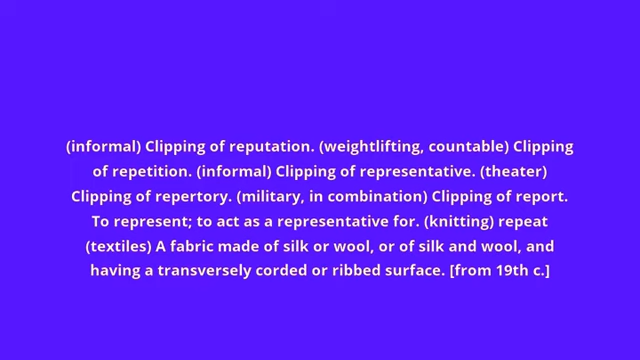 (informal) Clipping of reputation. (weightlifting, countable) Clipping
of repetition. (informal) Clipping of representative. (theater)
Clipping of repertory. (military, in combination) Clipping of report.
To represent; to act as a representative for. (knitting) repeat
(textiles) A fabric made of silk or wool, or of silk and wool, and
having a transversely corded or ribbed surface. [from 19th c.]